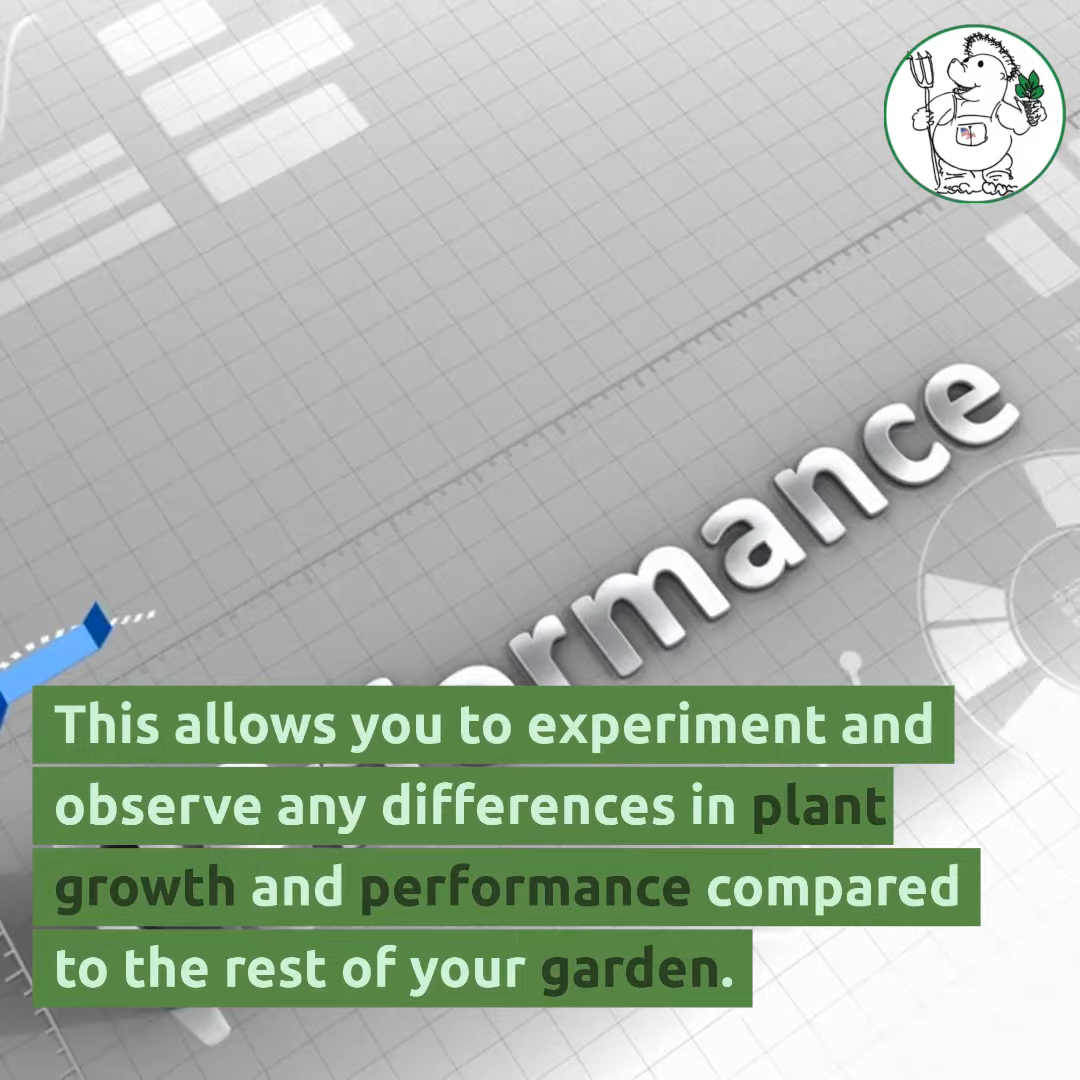 This allows you to experiment and
observe any differences in plant
growth and performance compared
to the rest of your garden.